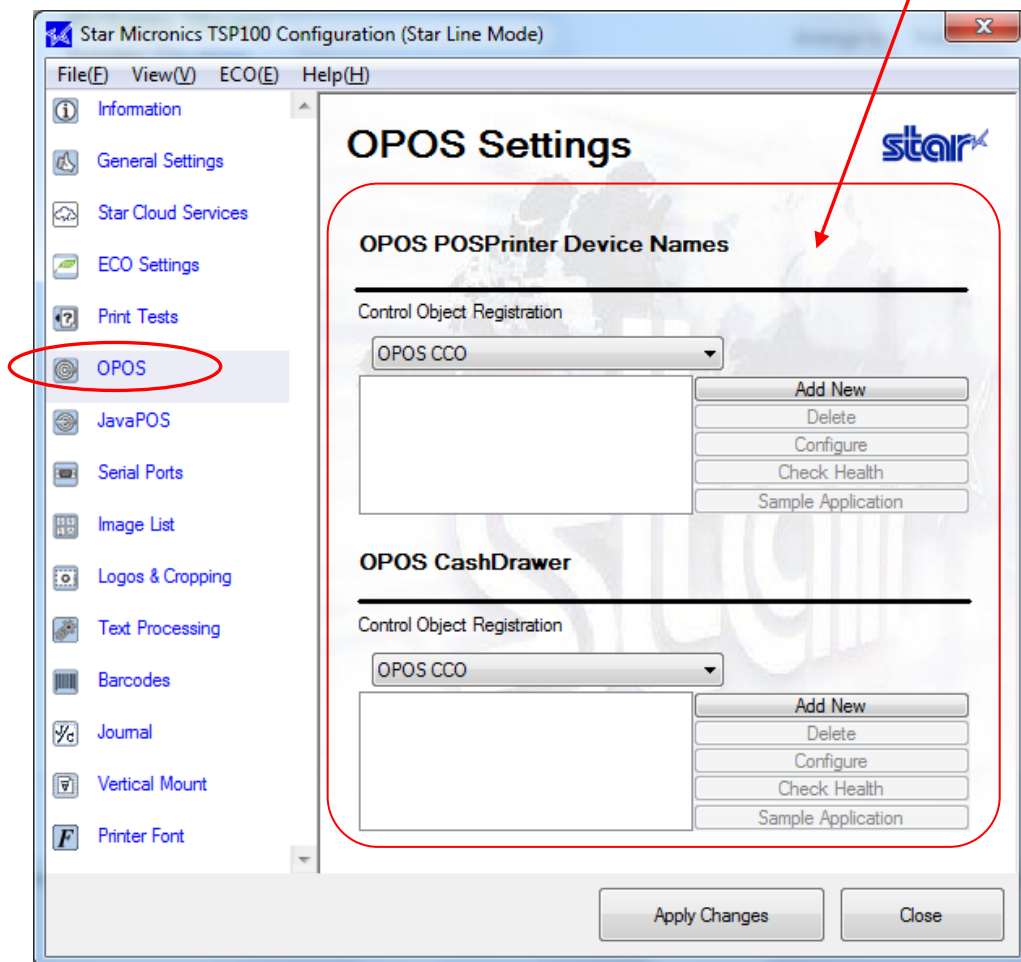 Star Micronics TSP100 Configuration (Star Line Mode)
File(F) View(V) ECO(E) Help(H)
Information
General Settings
Star Cloud Services
ECO Settings
Print Tests
OPOS
JavaPOS
Serial Ports
Image List
Logos & Cropping
Text Processing
Barcodes
Journal
Vertical Mount
Printer Font
OPOS Settings
star
OPOS POSPrinter Device Names
Control Object Registration
OPOS CCO
Add New
Delete
Configure
Check Health
Sample Application
OPOS CashDrawer
Control Object Registration
OPOS CCO
Add New
Delete
Configure
Check Health
Sample Application
Apply Changes
Close